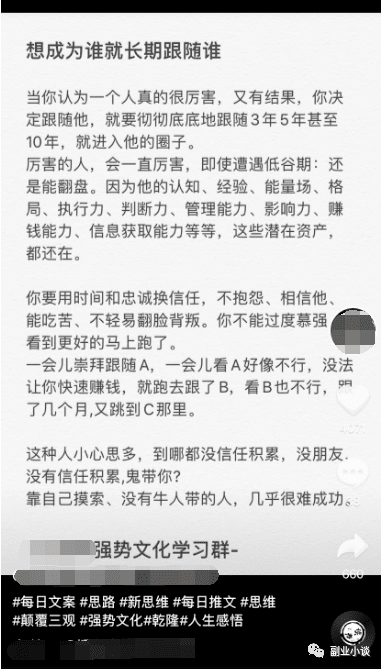 想成为谁就长期跟随谁
当你认为一个人真的很厉害，又有结果，你决
定跟随他，就要彻彻底底地跟随3年5年甚至
10年，就进入他的圈子。
厉害的人，会一直厉害，即使遭遇低谷期：还
是能翻盘。因为他的认知、经验、能量场、格
局、执行力、判断力、管理能力、影响力、赚
钱能力、信息获取能力等等，这些潜在资产，
都还在。
你要用时间和忠诚换信任，不抱怨、相信他、
能吃苦、不轻易翻脸背叛。你不能过度慕强
看到更好的马上跑了。
一会儿崇拜跟随A，一会儿看A好像不行，没法
让你快速赚钱，就跑去跟了B，看B也不行，跟
了几个月,又跳到C那里。
这种人小心思多，到哪都没信任积累，没朋友.
没有信任积累,鬼带你?
靠自己摸索、没有牛人带的人，几乎很难成功。
强势文化学习群-
660
#每日文案 #思路 #新思维 #每日推文 #思维
#颠覆三观 #强势文化#乾隆#人生感悟
副业小谈